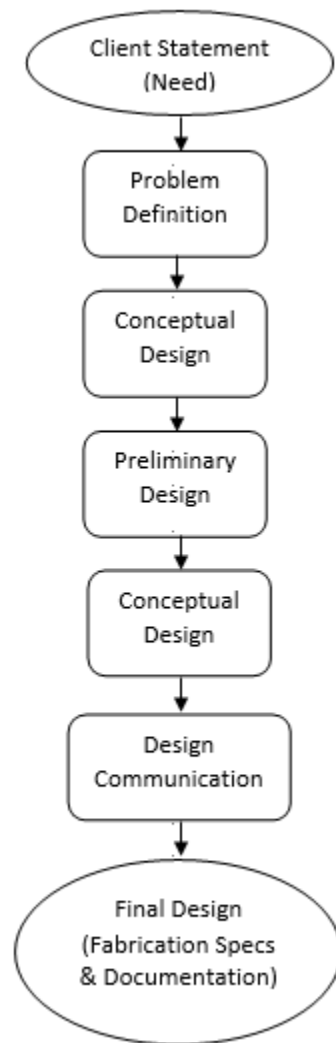 Client Statement
(Need)
Problem
Definition
Conceptual
Design
Preliminary
Design
Conceptual
Design
Design
Communication
Final Design
(Fabrication Specs
& Documentation)